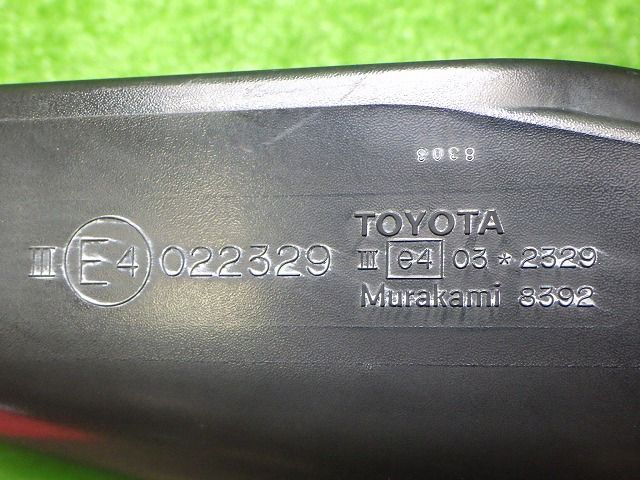 8303
TOYOTA
III E4 022329
III e4 03*2329
Murakami 8392